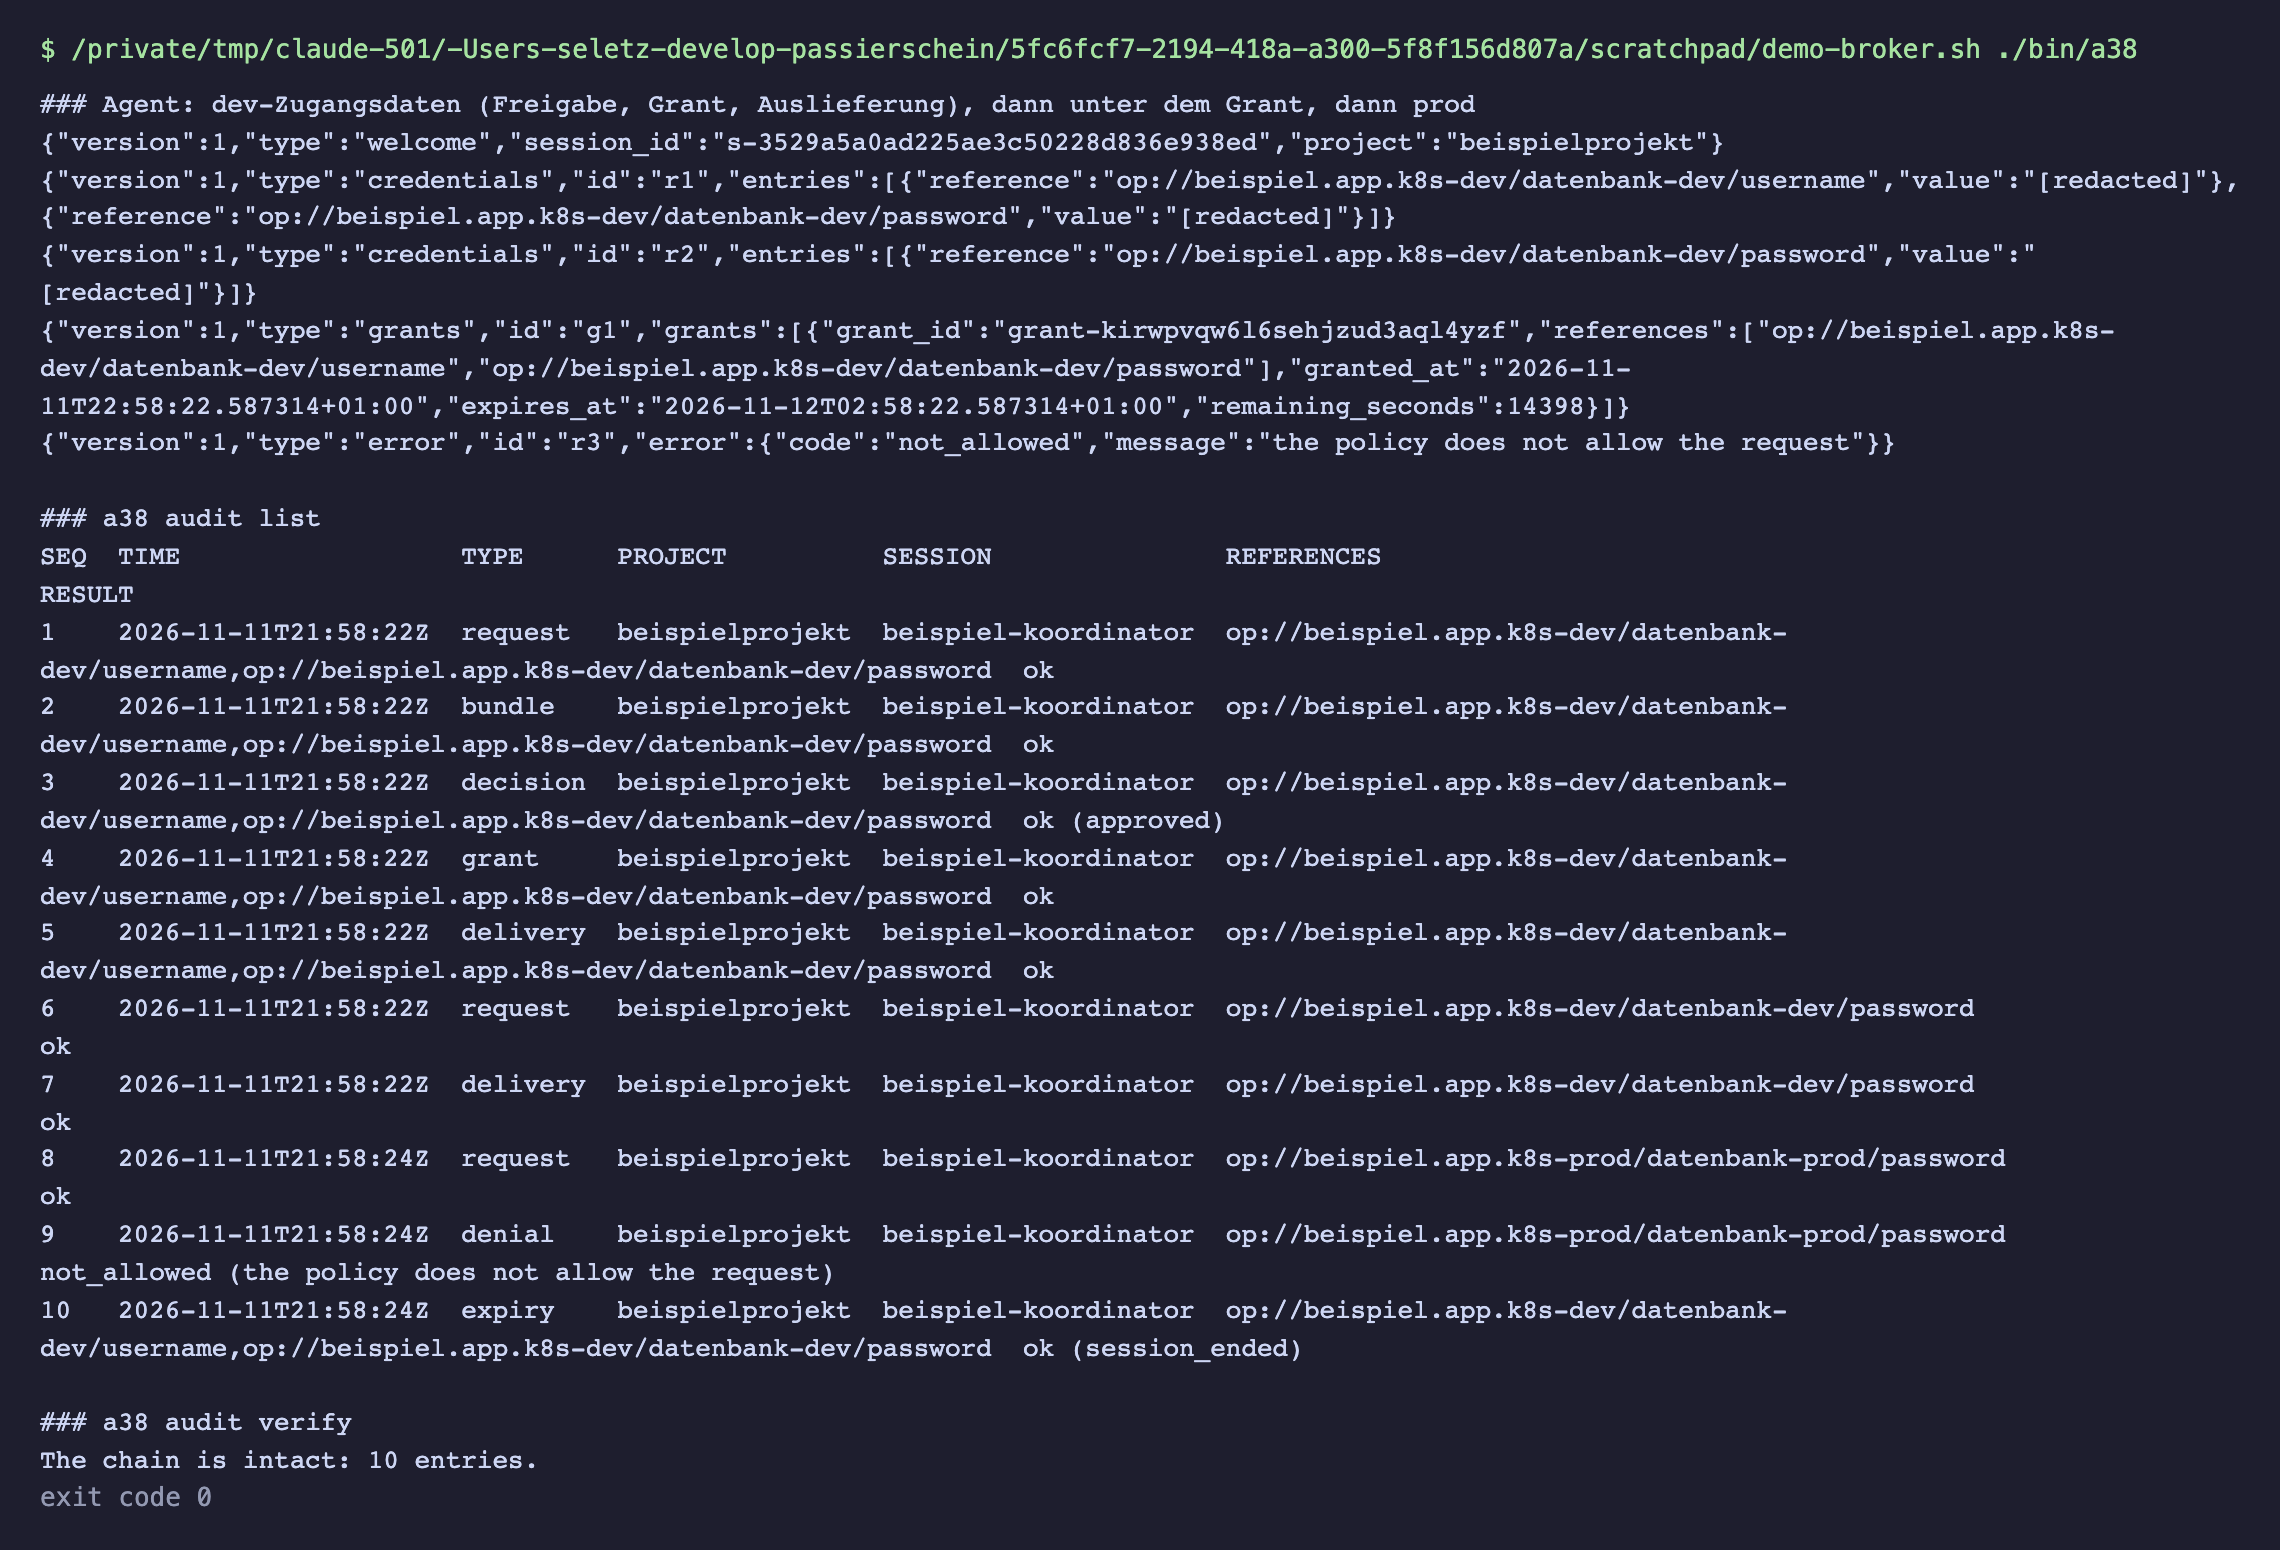 $ /private/tmp/claude-501/-Users-seletz-develop-passierschein/5fc6fcf7-2194-418a-a300-5f8f156d807a/scratchpad/demo-broker.sh ./bin/a38
### Agent: dev-Zugangsdaten (Freigabe, Grant, Auslieferung), dann unter dem Grant, dann prod
{"version":1,"type":"welcome","session_id":"s-3529a5a0ad225ae3c50228d836e938ed","project":"beispielprojekt"}
{"version":1,"type":"credentials","id":"r1","entries":[{"reference":"op://beispiel.app.k8s-dev/datenbank-dev/username","value":"[redacted]"},
{"reference":"op://beispiel.app.k8s-dev/datenbank-dev/password","value":"[redacted]"}]}
{"version":1,"type":"credentials","id":"r2","entries":[{"reference":"op://beispiel.app.k8s-dev/datenbank-dev/password","value":"
[redacted]"}]}
{"version":1,"type":"grants","id":"g1","grants":[{"grant_id":"grant-kirwpvqw6l6sehjzud3aql4yzf","references":["op://beispiel.app.k8s-
dev/datenbank-dev/username","op://beispiel.app.k8s-dev/datenbank-dev/password"],"granted_at":"2026-11-
11T22:58:22.587314+01:00","expires_at":"2026-11-12T02:58:22.587314+01:00","remaining_seconds":14398}]}
{"version":1,"type":"error","id":"r3","error":{"code":"not_allowed","message":"the policy does not allow the request"}}
### a38 audit list
SEQ  TIME                  TYPE      PROJECT          SESSION               REFERENCES
RESULT
1    2026-11-11T21:58:22Z  request   beispielprojekt  beispiel-koordinator  op://beispiel.app.k8s-dev/datenbank-
dev/username,op://beispiel.app.k8s-dev/datenbank-dev/password  ok
2    2026-11-11T21:58:22Z  bundle    beispielprojekt  beispiel-koordinator  op://beispiel.app.k8s-dev/datenbank-
dev/username,op://beispiel.app.k8s-dev/datenbank-dev/password  ok
3    2026-11-11T21:58:22Z  decision  beispielprojekt  beispiel-koordinator  op://beispiel.app.k8s-dev/datenbank-
dev/username,op://beispiel.app.k8s-dev/datenbank-dev/password  ok (approved)
4    2026-11-11T21:58:22Z  grant     beispielprojekt  beispiel-koordinator  op://beispiel.app.k8s-dev/datenbank-
dev/username,op://beispiel.app.k8s-dev/datenbank-dev/password  ok
5    2026-11-11T21:58:22Z  delivery  beispielprojekt  beispiel-koordinator  op://beispiel.app.k8s-dev/datenbank-
dev/username,op://beispiel.app.k8s-dev/datenbank-dev/password  ok
6    2026-11-11T21:58:22Z  request   beispielprojekt  beispiel-koordinator  op://beispiel.app.k8s-dev/datenbank-dev/password
ok
7    2026-11-11T21:58:22Z  delivery  beispielprojekt  beispiel-koordinator  op://beispiel.app.k8s-dev/datenbank-dev/password
ok
8    2026-11-11T21:58:24Z  request   beispielprojekt  beispiel-koordinator  op://beispiel.app.k8s-prod/datenbank-prod/password
ok
9    2026-11-11T21:58:24Z  denial    beispielprojekt  beispiel-koordinator  op://beispiel.app.k8s-prod/datenbank-prod/password
not_allowed (the policy does not allow the request)
10   2026-11-11T21:58:24Z  expiry    beispielprojekt  beispiel-koordinator  op://beispiel.app.k8s-dev/datenbank-
dev/username,op://beispiel.app.k8s-dev/datenbank-dev/password  ok (session_ended)
### a38 audit verify
The chain is intact: 10 entries.
exit code 0